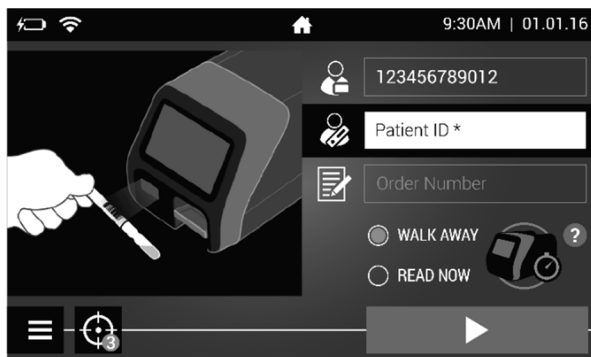 9:30AM | 01.01.16
123456789012
Patient ID *
Order Number
WALK AWAY
?
READ NOW
3